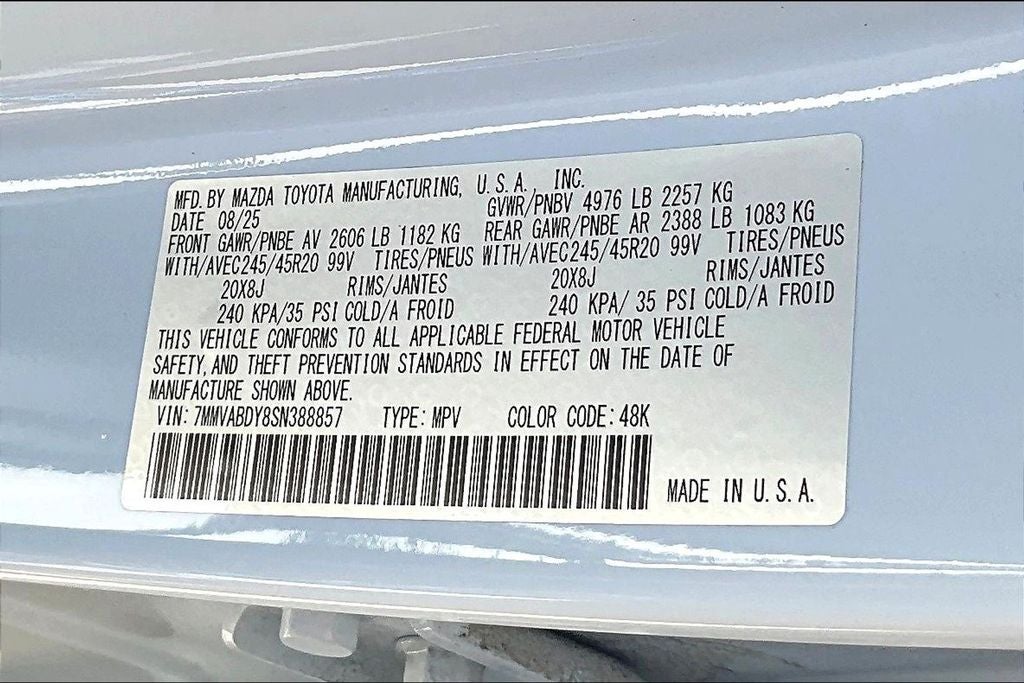 MFD. BY MAZDA TOYOTA MANUFACTURING, U.S.A., INC.
DATE 08/25 GVWR/PNBV 4976 LB 2257 KG
FRONT GAWR/PNBE AV 2606 LB 1182 KG REAR GAWR/PNBE AR 2388 LB 1083 KG
WITH/AVEC245/45R20 99V TIRES/PNEUS WITH/AVEC245/45R20 99V TIRES/PNEUS
20X8J RIMS/JANTES 20X8J RIMS/JANTES
240 KPA/35 PSI COLD/A FROID 240 KPA/ 35 PSI COLD/A FROID
THIS VEHICLE CONFORMS TO ALL APPLICABLE FEDERAL MOTOR VEHICLE
SAFETY, AND THEFT PREVENTION STANDARDS IN EFFECT ON THE DATE OF
MANUFACTURE SHOWN ABOVE.
VIN: 7MMVABDY8SN388857 TYPE: MPV COLOR CODE: 48K
MADE IN U.S.A.